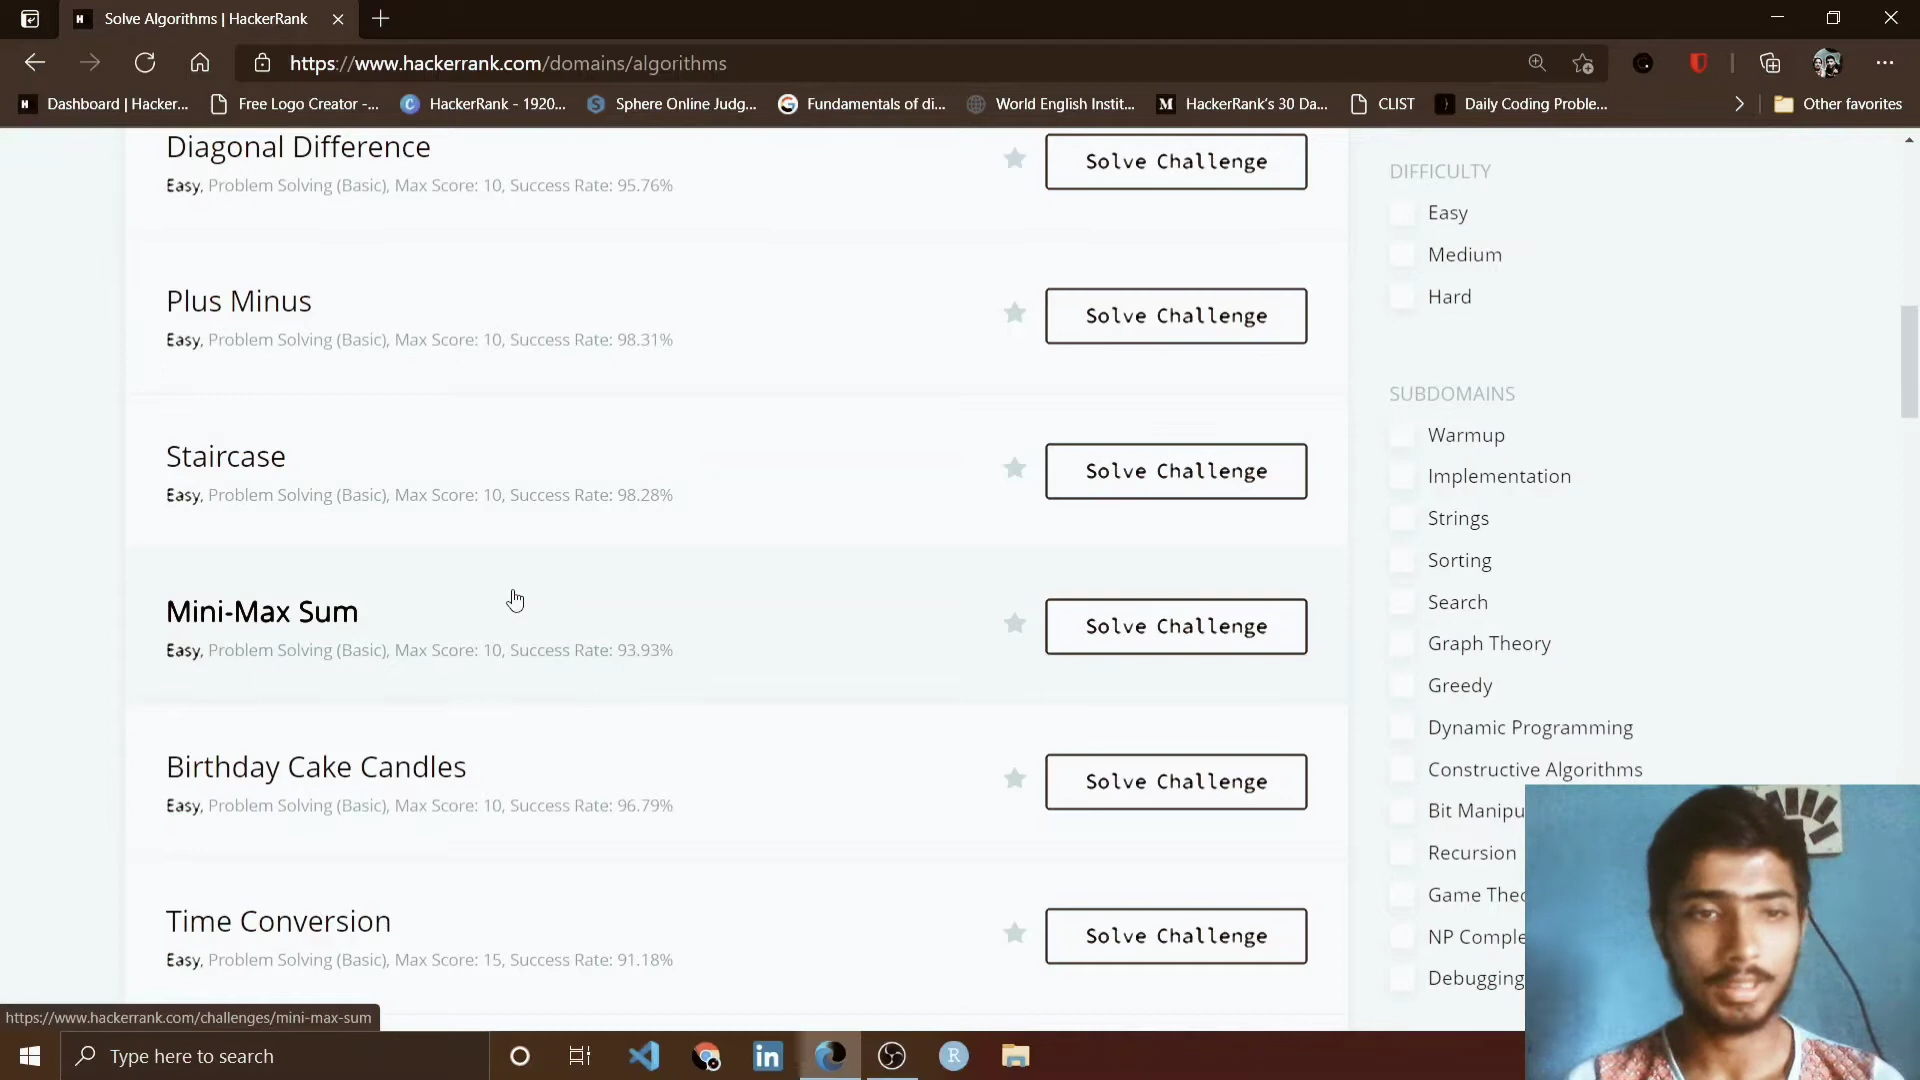 Solve Algorithms | HackerRank
https://www.hackerrank.com/domains/algorithms
Dashboard | Hacker...
Free Logo Creator -...
HackerRank - 1920...
Sphere Online Judg...
Fundamentals of di...
World English Instit...
HackerRank's 30 Da...
CLIST
Daily Coding Proble...
Other favorites
Diagonal Difference
Easy, Problem Solving (Basic), Max Score: 10, Success Rate: 95.76%
Solve Challenge
Plus Minus
Easy, Problem Solving (Basic), Max Score: 10, Success Rate: 98.31%
Solve Challenge
Staircase
Easy, Problem Solving (Basic), Max Score: 10, Success Rate: 98.28%
Solve Challenge
Mini-Max Sum
Easy, Problem Solving (Basic), Max Score: 10, Success Rate: 93.93%
Solve Challenge
Birthday Cake Candles
Easy, Problem Solving (Basic), Max Score: 10, Success Rate: 96.79%
Solve Challenge
Time Conversion
Easy, Problem Solving (Basic), Max Score: 15, Success Rate: 91.18%
Solve Challenge
DIFFICULTY
Easy
Medium
Hard
SUBDOMAINS
Warmup
Implementation
Strings
Sorting
Search
Graph Theory
Greedy
Dynamic Programming
Constructive Algorithms
Bit Manipu
Recursion
Game Theo
NP Comple
Debugging
https://www.hackerrank.com/challenges/mini-max-sum
Type here to search